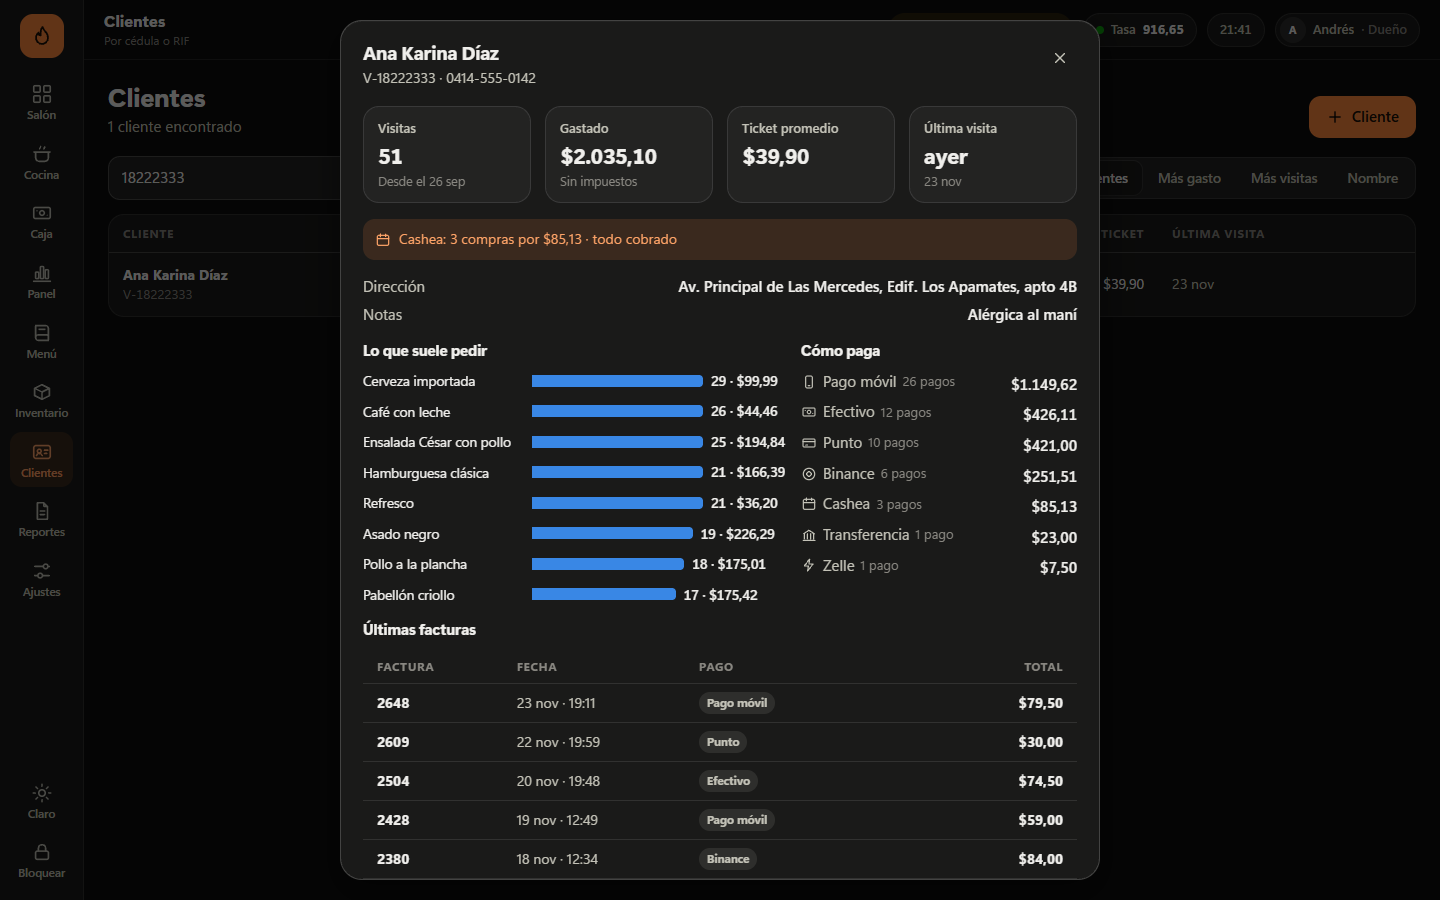 Clientes
Por cédula o RIF
Tasa 916,65
21:41
A Andrés · Dueño
Salón
Cocina
Caja
Panel
Menú
Inventario
Clientes
Reportes
Ajustes
Claro
Bloquear
Clientes
1 cliente encontrado
+ Cliente
18222333
entes
Más gasto
Más visitas
Nombre
CLIENTE
TICKET
ÚLTIMA VISITA
Ana Karina Díaz
V-18222333
$39,90
23 nov
Ana Karina Díaz
V-18222333 · 0414-555-0142
Visitas
51
Desde el 26 sep
Gastado
$2.035,10
Sin impuestos
Ticket promedio
$39,90
Última visita
ayer
23 nov
Cashea: 3 compras por $85,13 · todo cobrado
Dirección
Av. Principal de Las Mercedes, Edif. Los Apamates, apto 4B
Notas
Alérgica al maní
Lo que suele pedir
Cerveza importada 29 · $99,99
Café con leche 26 · $44,46
Ensalada César con pollo 25 · $194,84
Hamburguesa clásica 21 · $166,39
Refresco 21 · $36,20
Asado negro 19 · $226,29
Pollo a la plancha 18 · $175,01
Pabellón criollo 17 · $175,42
Cómo paga
Pago móvil 26 pagos $1.149,62
Efectivo 12 pagos $426,11
Punto 10 pagos $421,00
Binance 6 pagos $251,51
Cashea 3 pagos $85,13
Transferencia 1 pago $23,00
Zelle 1 pago $7,50
Últimas facturas
FACTURA FECHA PAGO TOTAL
2648 23 nov · 19:11 Pago móvil $79,50
2609 22 nov · 19:59 Punto $30,00
2504 20 nov · 19:48 Efectivo $74,50
2428 19 nov · 12:49 Pago móvil $59,00
2380 18 nov · 12:34 Binance $84,00